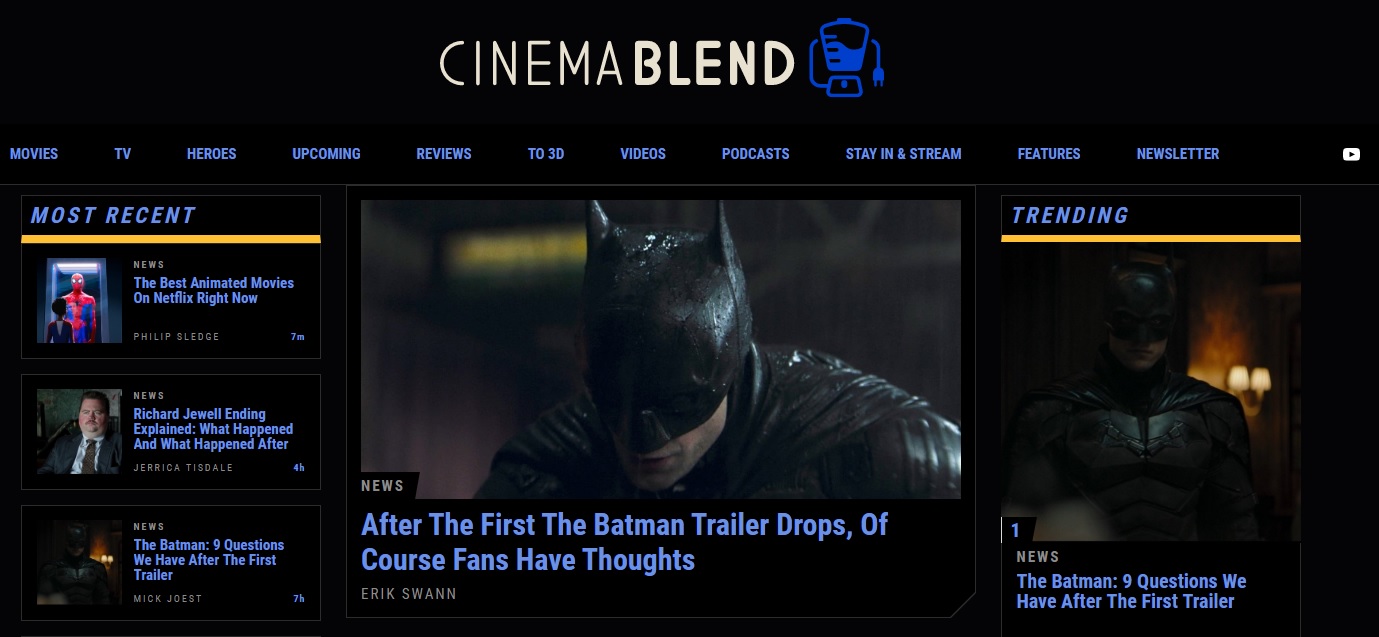 CINEMABLEND
MOVIES TV HEROES UPCOMING REVIEWS TO 3D VIDEOS PODCASTS STAY IN & STREAM FEATURES NEWSLETTER
MOST RECENT
NEWS
The Best Animated Movies
On Netflix Right Now
PHILIP SLEDGE 7m
NEWS
Richard Jewell Ending
Explained: What Happened
And What Happened After
JERRICA TISDALE 4h
NEWS
The Batman: 9 Questions
We Have After The First
Trailer
MICK JOEST 7h
NEWS
After The First The Batman Trailer Drops, Of
Course Fans Have Thoughts
ERIK SWANN
TRENDING
1
NEWS
The Batman: 9 Questions We
Have After The First Trailer